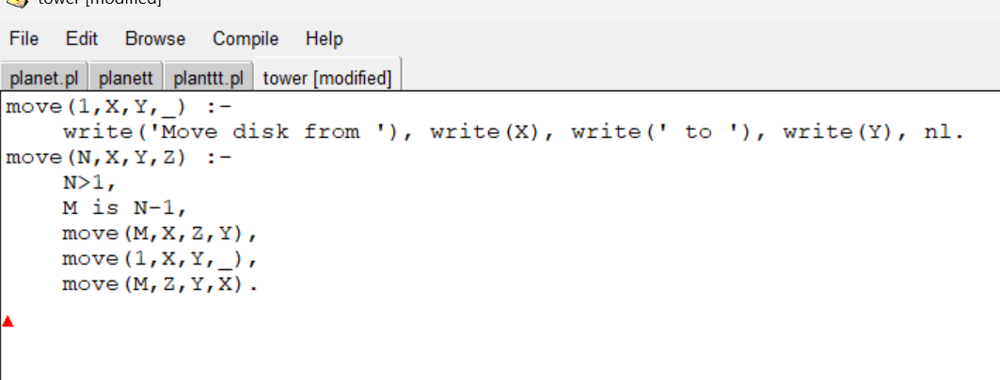 tower [modified]
File Edit Browse Compile Help
planet.pl planett planttt.pl tower [modified]
move(1,X,Y,_) :-
    write('Move disk from '), write(X), write(' to '), write(Y), nl.
move(N,X,Y,Z) :-
    N>1,
    M is N-1,
    move(M,X,Z,Y),
    move(1,X,Y,_),
    move(M,Z,Y,X).